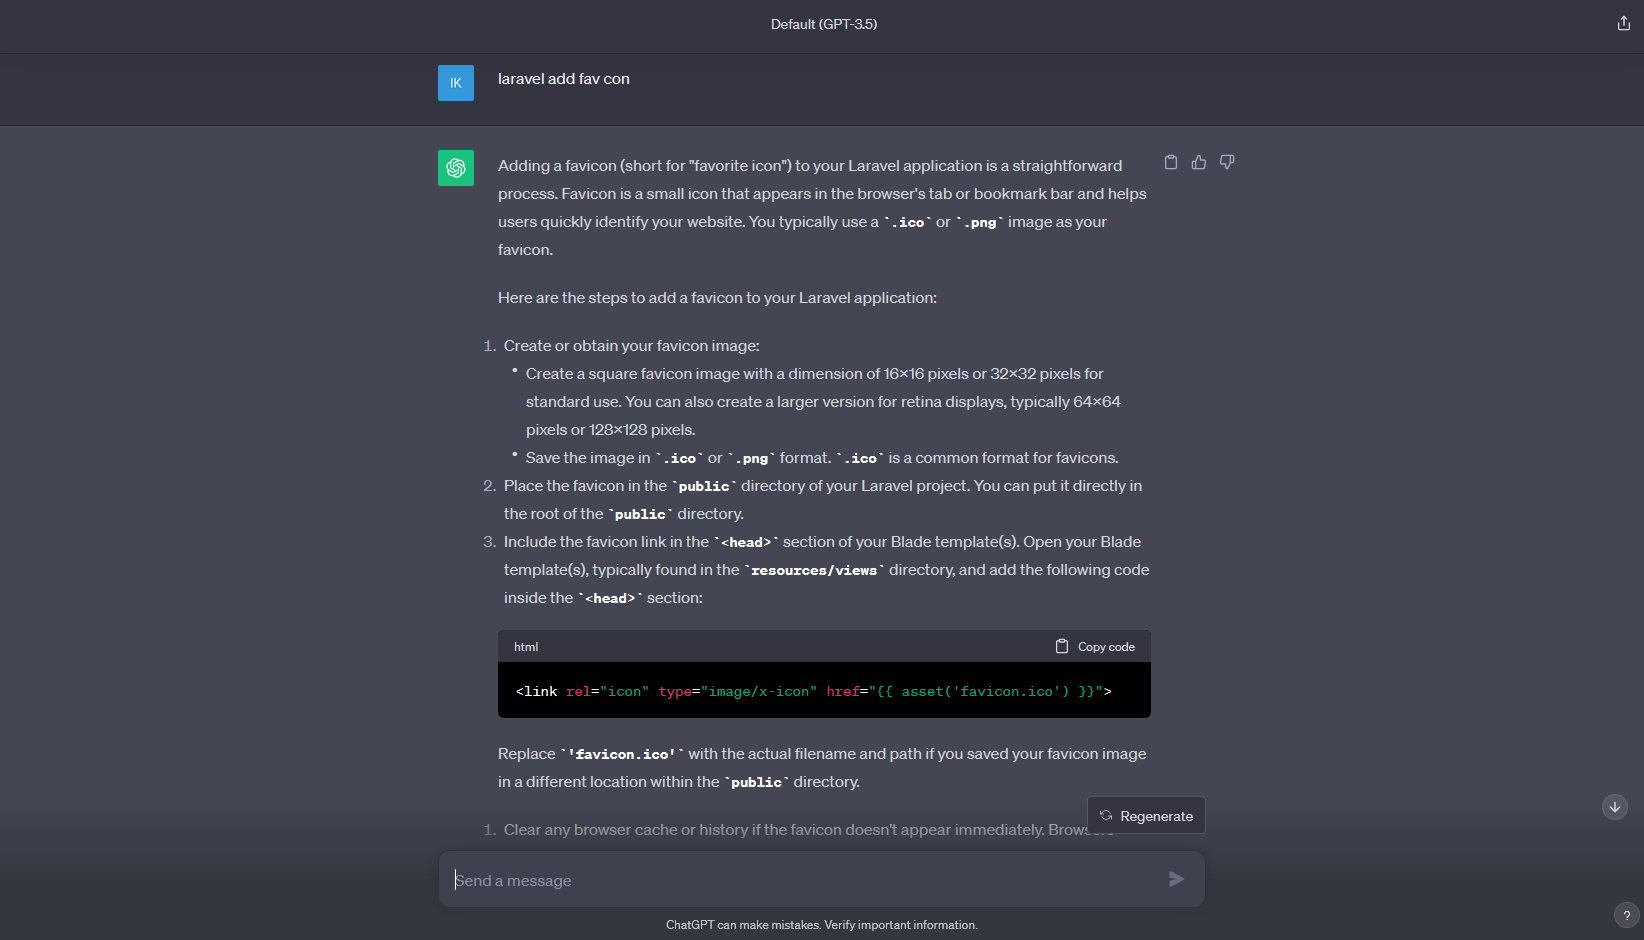 Default (GPT-3.5)
IK
laravel add fav con
Adding a favicon (short for "favorite icon") to your Laravel application is a straightforward
process. Favicon is a small icon that appears in the browser's tab or bookmark bar and helps
users quickly identify your website. You typically use a `.ico` or `.png` image as your
favicon.
Here are the steps to add a favicon to your Laravel application:
1. Create or obtain your favicon image:
• Create a square favicon image with a dimension of 16×16 pixels or 32×32 pixels for
standard use. You can also create a larger version for retina displays, typically 64×64
pixels or 128×128 pixels.
• Save the image in `.ico` or `.png` format. `.ico` is a common format for favicons.
2. Place the favicon in the `public` directory of your Laravel project. You can put it directly in
the root of the `public` directory.
3. Include the favicon link in the `<head>` section of your Blade template(s). Open your Blade
template(s), typically found in the `resources/views` directory, and add the following code
inside the `<head>` section:
html Copy code
<link rel="icon" type="image/x-icon" href="{{ asset('favicon.ico') }}">
Replace `'favicon.ico'` with the actual filename and path if you saved your favicon image
in a different location within the `public` directory.
Regenerate
1. Clear any browser cache or history if the favicon doesn't appear immediately.
Send a message
ChatGPT can make mistakes. Verify important information.
?